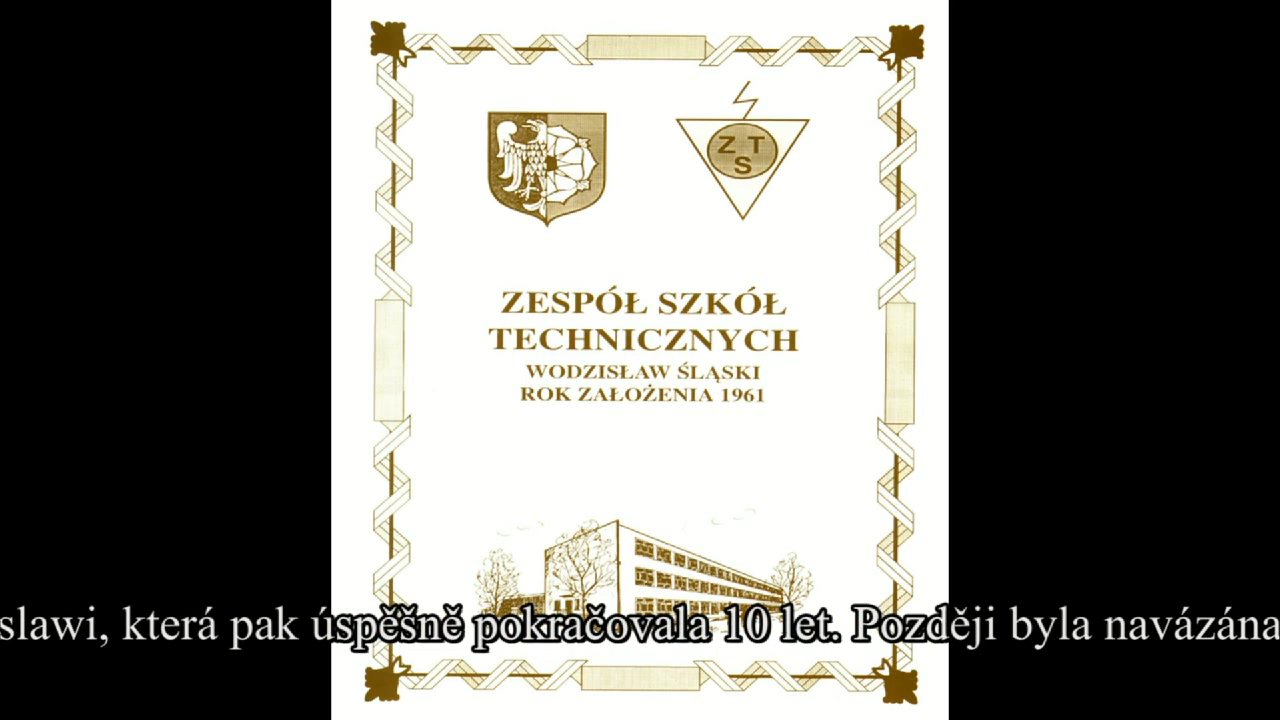 Z T
S
ZESPÓŁ SZKÓŁ
TECHNICZNYCH
WODZISŁAW ŚLĄSKI
ROK ZAŁOŻENIA 1961
slawi, která pak úspěšně pokračovala 10 let. Později byla navázána